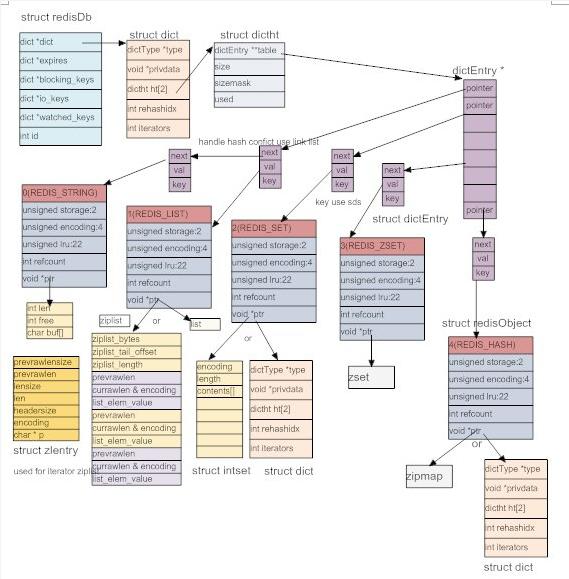 struct redisDb
dict *dict
dict *expires
dict *blocking_keys
dict *io_keys
dict *watched_keys
int id
struct dict
dictType *type
void *privdata
dictht ht[2]
int rehashidx
int iterators
struct dictht
dictEntry **table
size
sizemask
used
dictEntry *
pointer
pointer
pointer
handle hash confict use link list
next
val
key
next
val
key
next
val
key
key use sds
next
val
key
struct dictEntry
next
val
key
0(REDIS_STRING)
unsigned storage:2
unsigned encoding:4
unsigned lru:22
int refcount
void *ptr
int len
int free
char buf[]
1(REDIS_LIST)
unsigned storage:2
unsigned encoding:4
unsigned lru:22
int refcount
void *ptr
ziplist
or
list
2(REDIS_SET)
unsigned storage:2
unsigned encoding:4
unsigned lru:22
int refcount
void *ptr
or
3(REDIS_ZSET)
unsigned storage:2
unsigned encoding:4
unsigned lru:22
int refcount
void *ptr
zset
struct redisObject
4(REDIS_HASH)
unsigned storage:2
unsigned encoding:4
unsigned lru:22
int refcount
void *ptr
or
zipmap
dictType *type
void *privdata
dictht ht[2]
int rehashidx
int iterators
struct dict
prevrawlensize
prevrawlen
lensize
len
headersize
encoding
char * p
struct zlentry
used for iterator ziplist
ziplist_bytes
ziplist_tail_offset
ziplist_length
prevrawlen
currawlen & encoding
list_elem_value
prevrawlen
currawlen & encoding
list_elem_value
prevrawlen
currawlen & encoding
list_elem_value
encoding
length
contents[]
struct intset
dictType *type
void *privdata
dictht ht[2]
int rehashidx
int iterators
struct dict